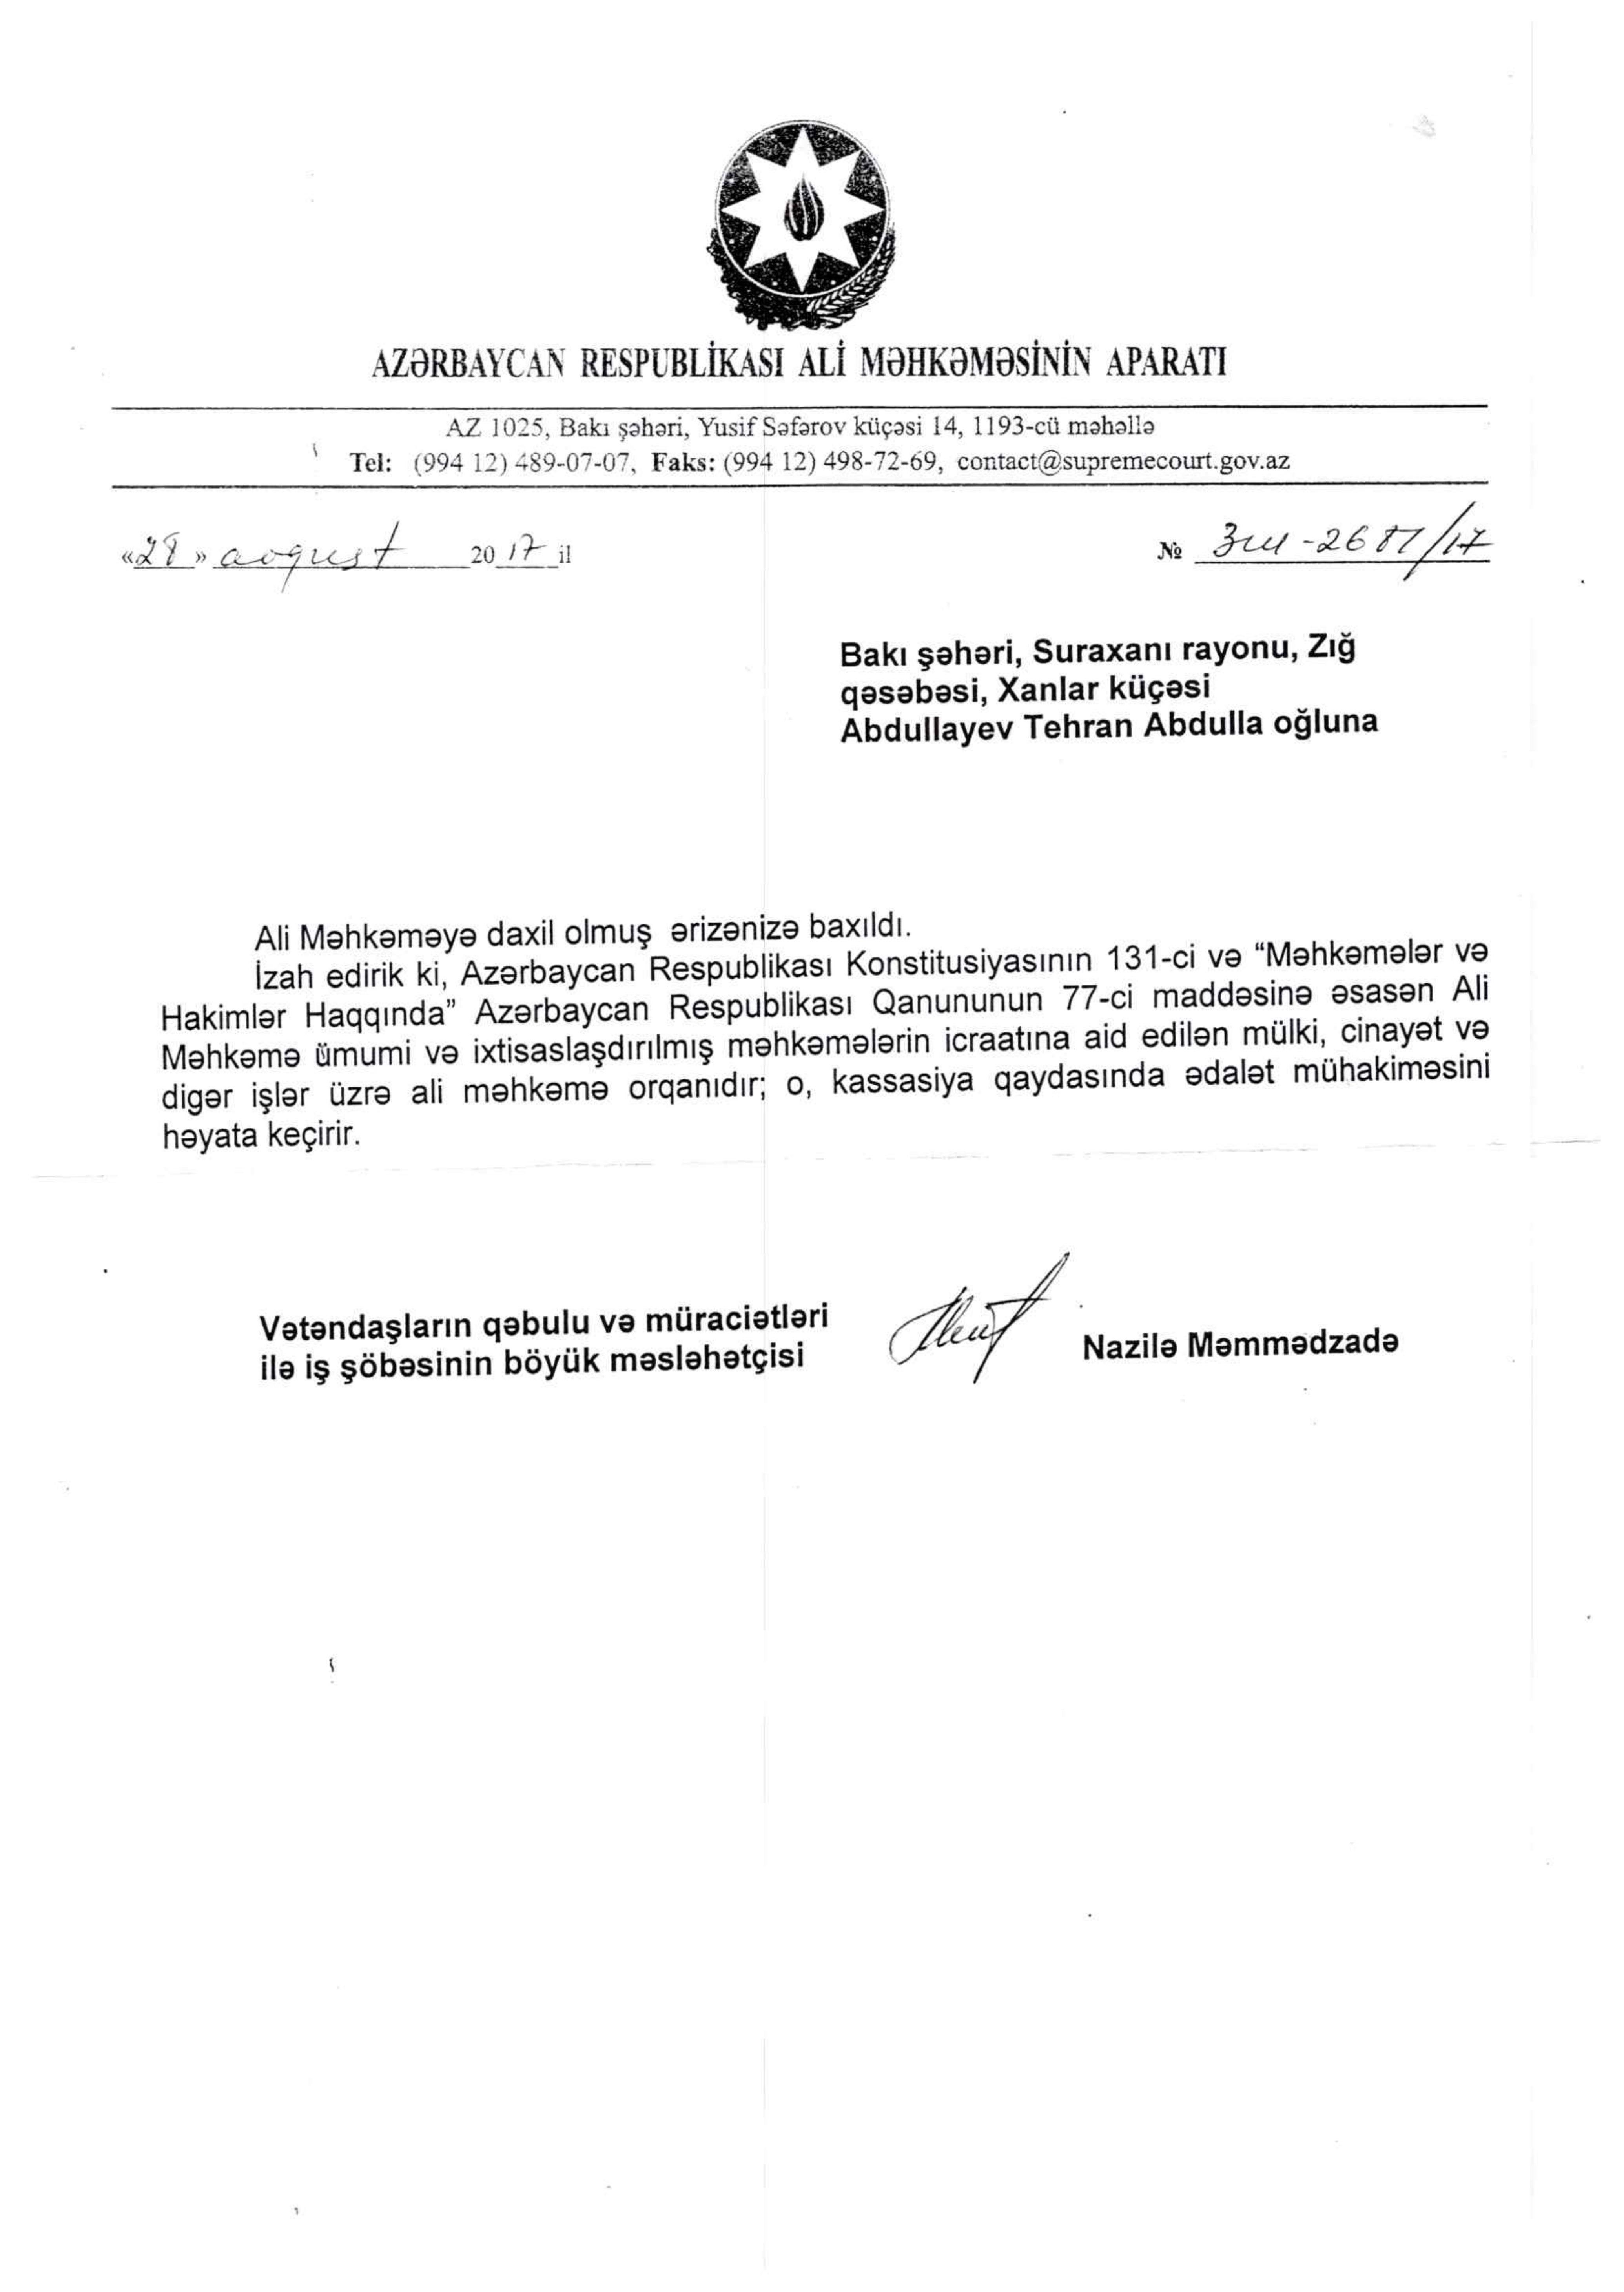 AZƏRBAYCAN RESPUBLİKASI ALİ MƏHKƏMƏSİNİN APARATI
AZ 1025, Bakı şəhəri, Yusif Səfərov küçəsi 14, 1193-cü məhəllə
Tel: (994 12) 489-07-07, Faks: (994 12) 498-72-69, contact@supremecourt.gov.az
«28» avqust 2017 il
№
Bakı şəhəri, Suraxanı rayonu, Zığ
qəsəbəsi, Xanlar küçəsi
Abdullayev Tehran Abdulla oğluna
Ali Məhkəməyə daxil olmuş ərizənizə baxıldı.
İzah edirik ki, Azərbaycan Respublikası Konstitusiyasının 131-ci və “Məhkəmələr və
Hakimlər Haqqında” Azərbaycan Respublikası Qanununun 77-ci maddəsinə əsasən Ali
Məhkəmə ümumi və ixtisaslaşdırılmış məhkəmələrin icraatına aid edilən mülki, cinayət və
digər işlər üzrə ali məhkəmə orqanıdır; o, kassasiya qaydasında ədalət mühakiməsini
həyata keçirir.
Vətəndaşların qəbulu və müraciətləri
ilə iş şöbəsinin böyük məsləhətçisi
Nazilə Məmmədzadə